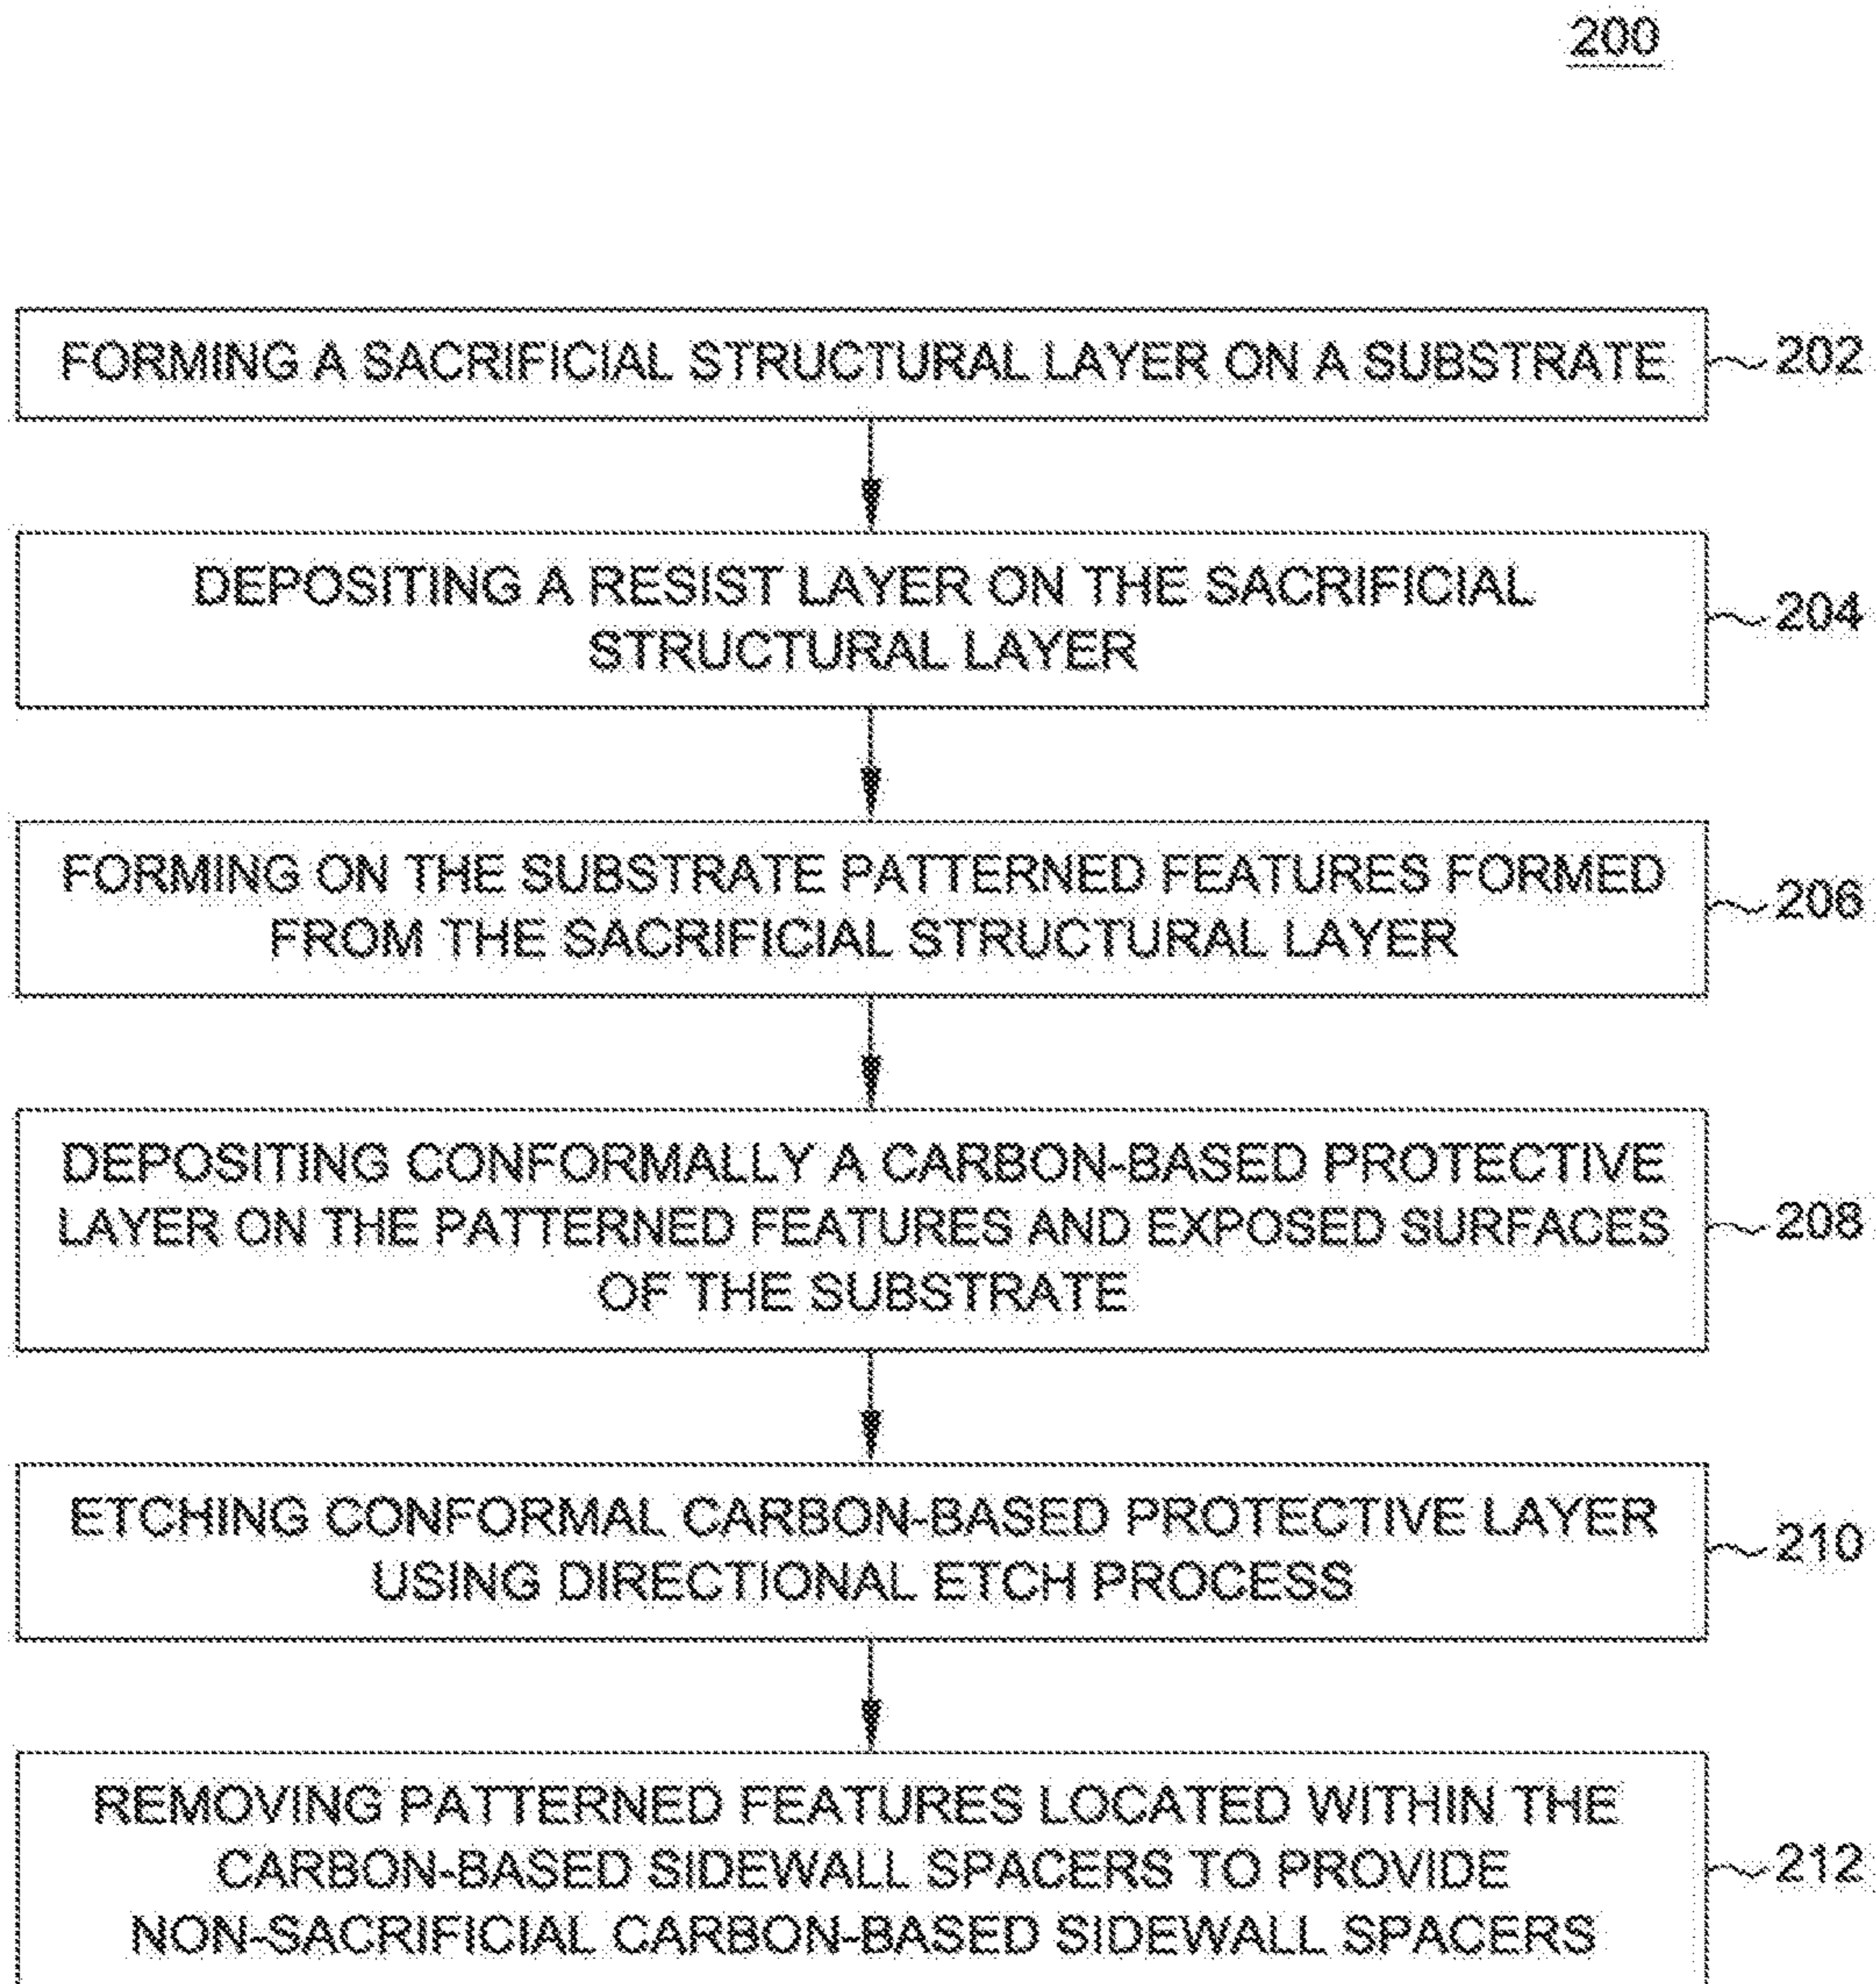 200
FORMING A SACRIFICIAL STRUCTURAL LAYER ON A SUBSTRATE
202
DEPOSITING A RESIST LAYER ON THE SACRIFICIAL
STRUCTURAL LAYER
204
FORMING ON THE SUBSTRATE PATTERNED FEATURES FORMED
FROM THE SACRIFICIAL STRUCTURAL LAYER
206
DEPOSITING CONFORMALLY A CARBON-BASED PROTECTIVE
LAYER ON THE PATTERNED FEATURES AND EXPOSED SURFACES
OF THE SUBSTRATE
208
ETCHING CONFORMAL CARBON-BASED PROTECTIVE LAYER
USING DIRECTIONAL ETCH PROCESS
210
REMOVING PATTERNED FEATURES LOCATED WITHIN THE
CARBON-BASED SIDEWALL SPACERS TO PROVIDE
NON-SACRIFICIAL CARBON-BASED SIDEWALL SPACERS
212